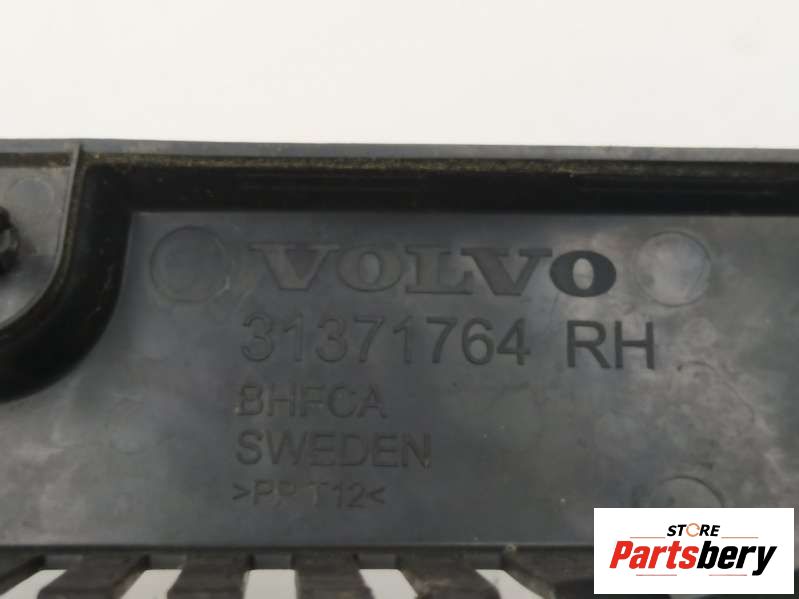 VOLVO
31371764 RH
BHFCA
SWEDEN
>PP T12<
STORE
Partsbery